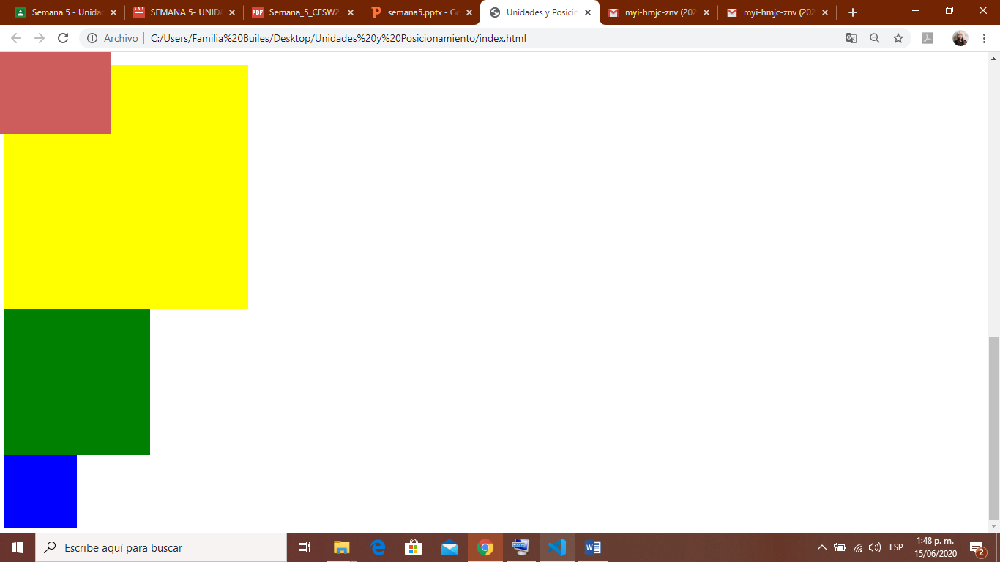 Semana 5 - Unida
SEMANA 5- UNID
PDF
Semana_5_CESW2
semana5.pptx - Go
Unidades y Posicio
myi-hmjc-znv (202
myi-hmjc-znv (202
Archivo
C:/Users/Familia%20Builes/Desktop/Unidades%20y%20Posicionamiento/index.html
Escribe aquí para buscar
ESP
1:48 p. m.
15/06/2020
2